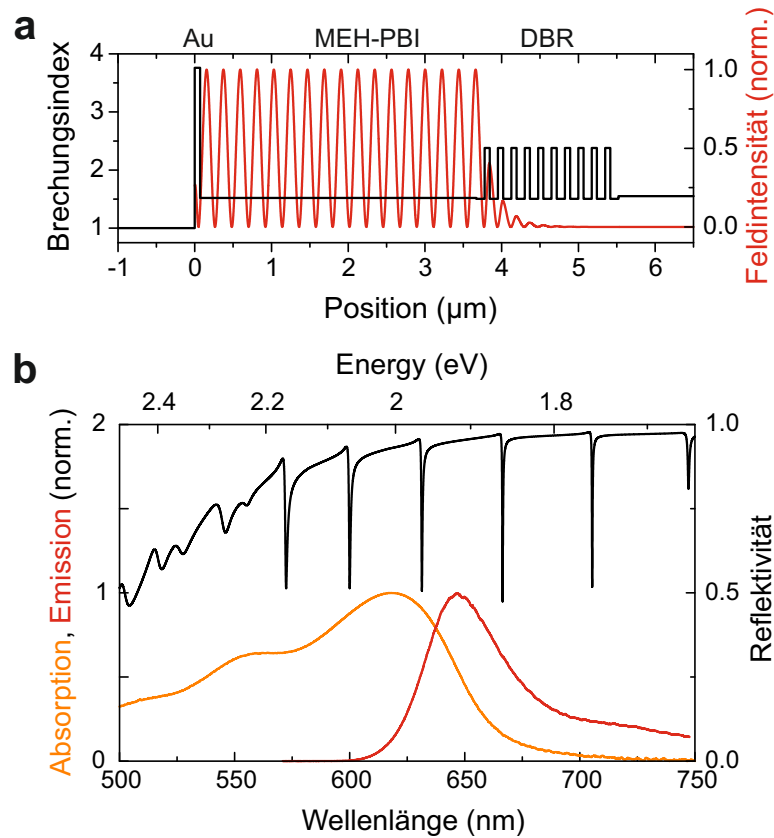 a
Au MEH-PBI DBR
Brechungsindex
4
3
2
1
1.0
0.5
0.0
Feldintensität (norm.)
-1 0 1 2 3 4 5 6
Position (µm)
b
Energy (eV)
2.4 2.2 2 1.8
Absorption, Emission (norm.)
2
1
0
1.0
0.5
0.0
Reflektivität
500 550 600 650 700 750
Wellenlänge (nm)